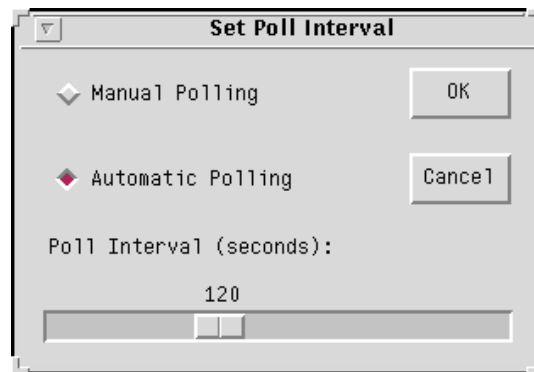 Set Poll Interval
Manual Polling
OK
Automatic Polling
Cancel
Poll Interval (seconds):
120